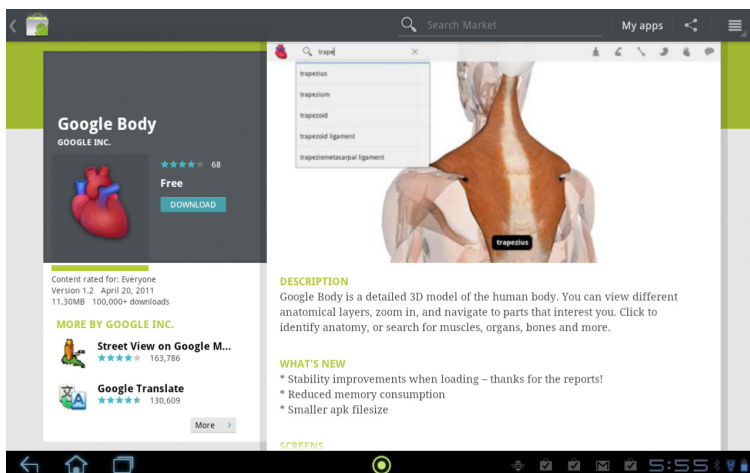 Search Market
My apps
Google Body
GOOGLE INC.
68
Free
DOWNLOAD
Content rated for: Everyone
Version 1.2 April 20, 2011
11.30MB 100,000+ downloads
MORE BY GOOGLE INC.
Street View on Google M...
163,786
Google Translate
130,609
More
trape
trapezius
trapezium
trapezoid
trapezoid ligament
trapeziometacarpal ligament
trapezius
DESCRIPTION
Google Body is a detailed 3D model of the human body. You can view different
anatomical layers, zoom in, and navigate to parts that interest you. Click to
identify anatomy, or search for muscles, organs, bones and more.
WHAT'S NEW
* Stability improvements when loading – thanks for the reports!
* Reduced memory consumption
* Smaller apk filesize
SCREENS
5:55